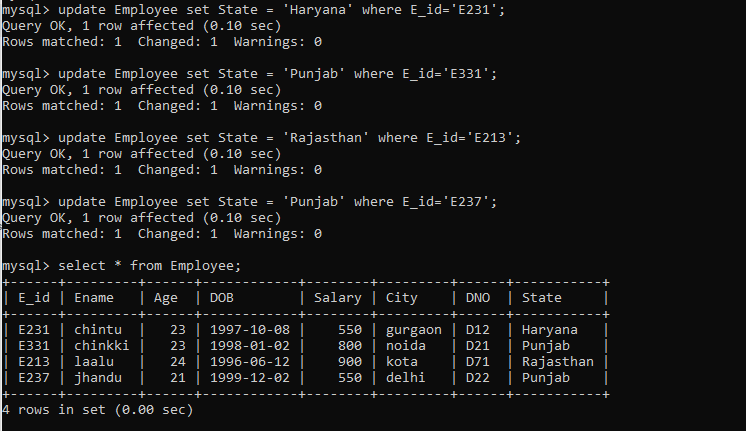 mysql> update Employee set State = 'Haryana' where E_id='E231';
Query OK, 1 row affected (0.10 sec)
Rows matched: 1  Changed: 1  Warnings: 0
mysql> update Employee set State = 'Punjab' where E_id='E331';
Query OK, 1 row affected (0.10 sec)
Rows matched: 1  Changed: 1  Warnings: 0
mysql> update Employee set State = 'Rajasthan' where E_id='E213';
Query OK, 1 row affected (0.10 sec)
Rows matched: 1  Changed: 1  Warnings: 0
mysql> update Employee set State = 'Punjab' where E_id='E237';
Query OK, 1 row affected (0.10 sec)
Rows matched: 1  Changed: 1  Warnings: 0
mysql> select * from Employee;
+------+---------+------+------------+--------+---------+------+-----------+
| E_id | Ename   | Age  | DOB        | Salary | City    | DNO  | State     |
+------+---------+------+------------+--------+---------+------+-----------+
| E231 | chintu  |   23 | 1997-10-08 |    550 | gurgaon | D12  | Haryana   |
| E331 | chinkki |   23 | 1998-01-02 |    800 | noida   | D21  | Punjab    |
| E213 | laalu   |   24 | 1996-06-12 |    900 | kota    | D71  | Rajasthan |
| E237 | jhandu  |   21 | 1999-12-02 |    550 | delhi   | D22  | Punjab    |
+------+---------+------+------------+--------+---------+------+-----------+
4 rows in set (0.00 sec)